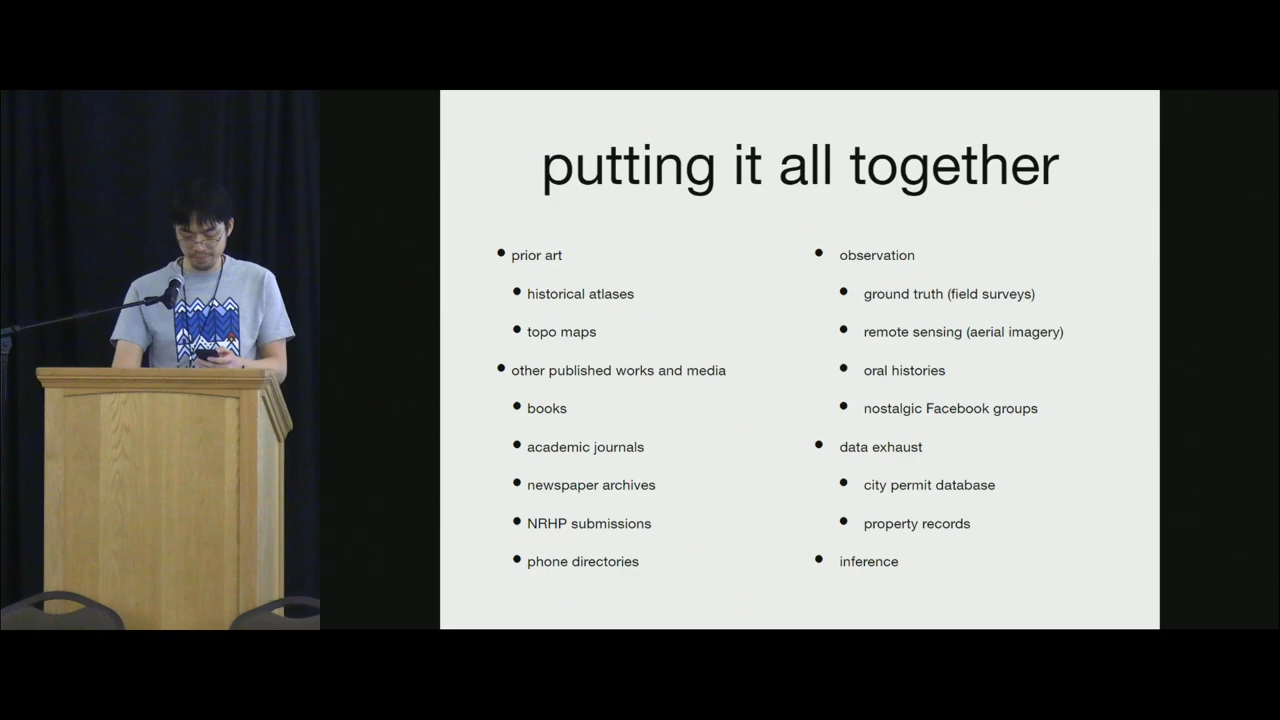 putting it all together
• prior art
• historical atlases
• topo maps
• other published works and media
• books
• academic journals
• newspaper archives
• NRHP submissions
• phone directories
• observation
• ground truth (field surveys)
• remote sensing (aerial imagery)
• oral histories
• nostalgic Facebook groups
• data exhaust
• city permit database
• property records
• inference